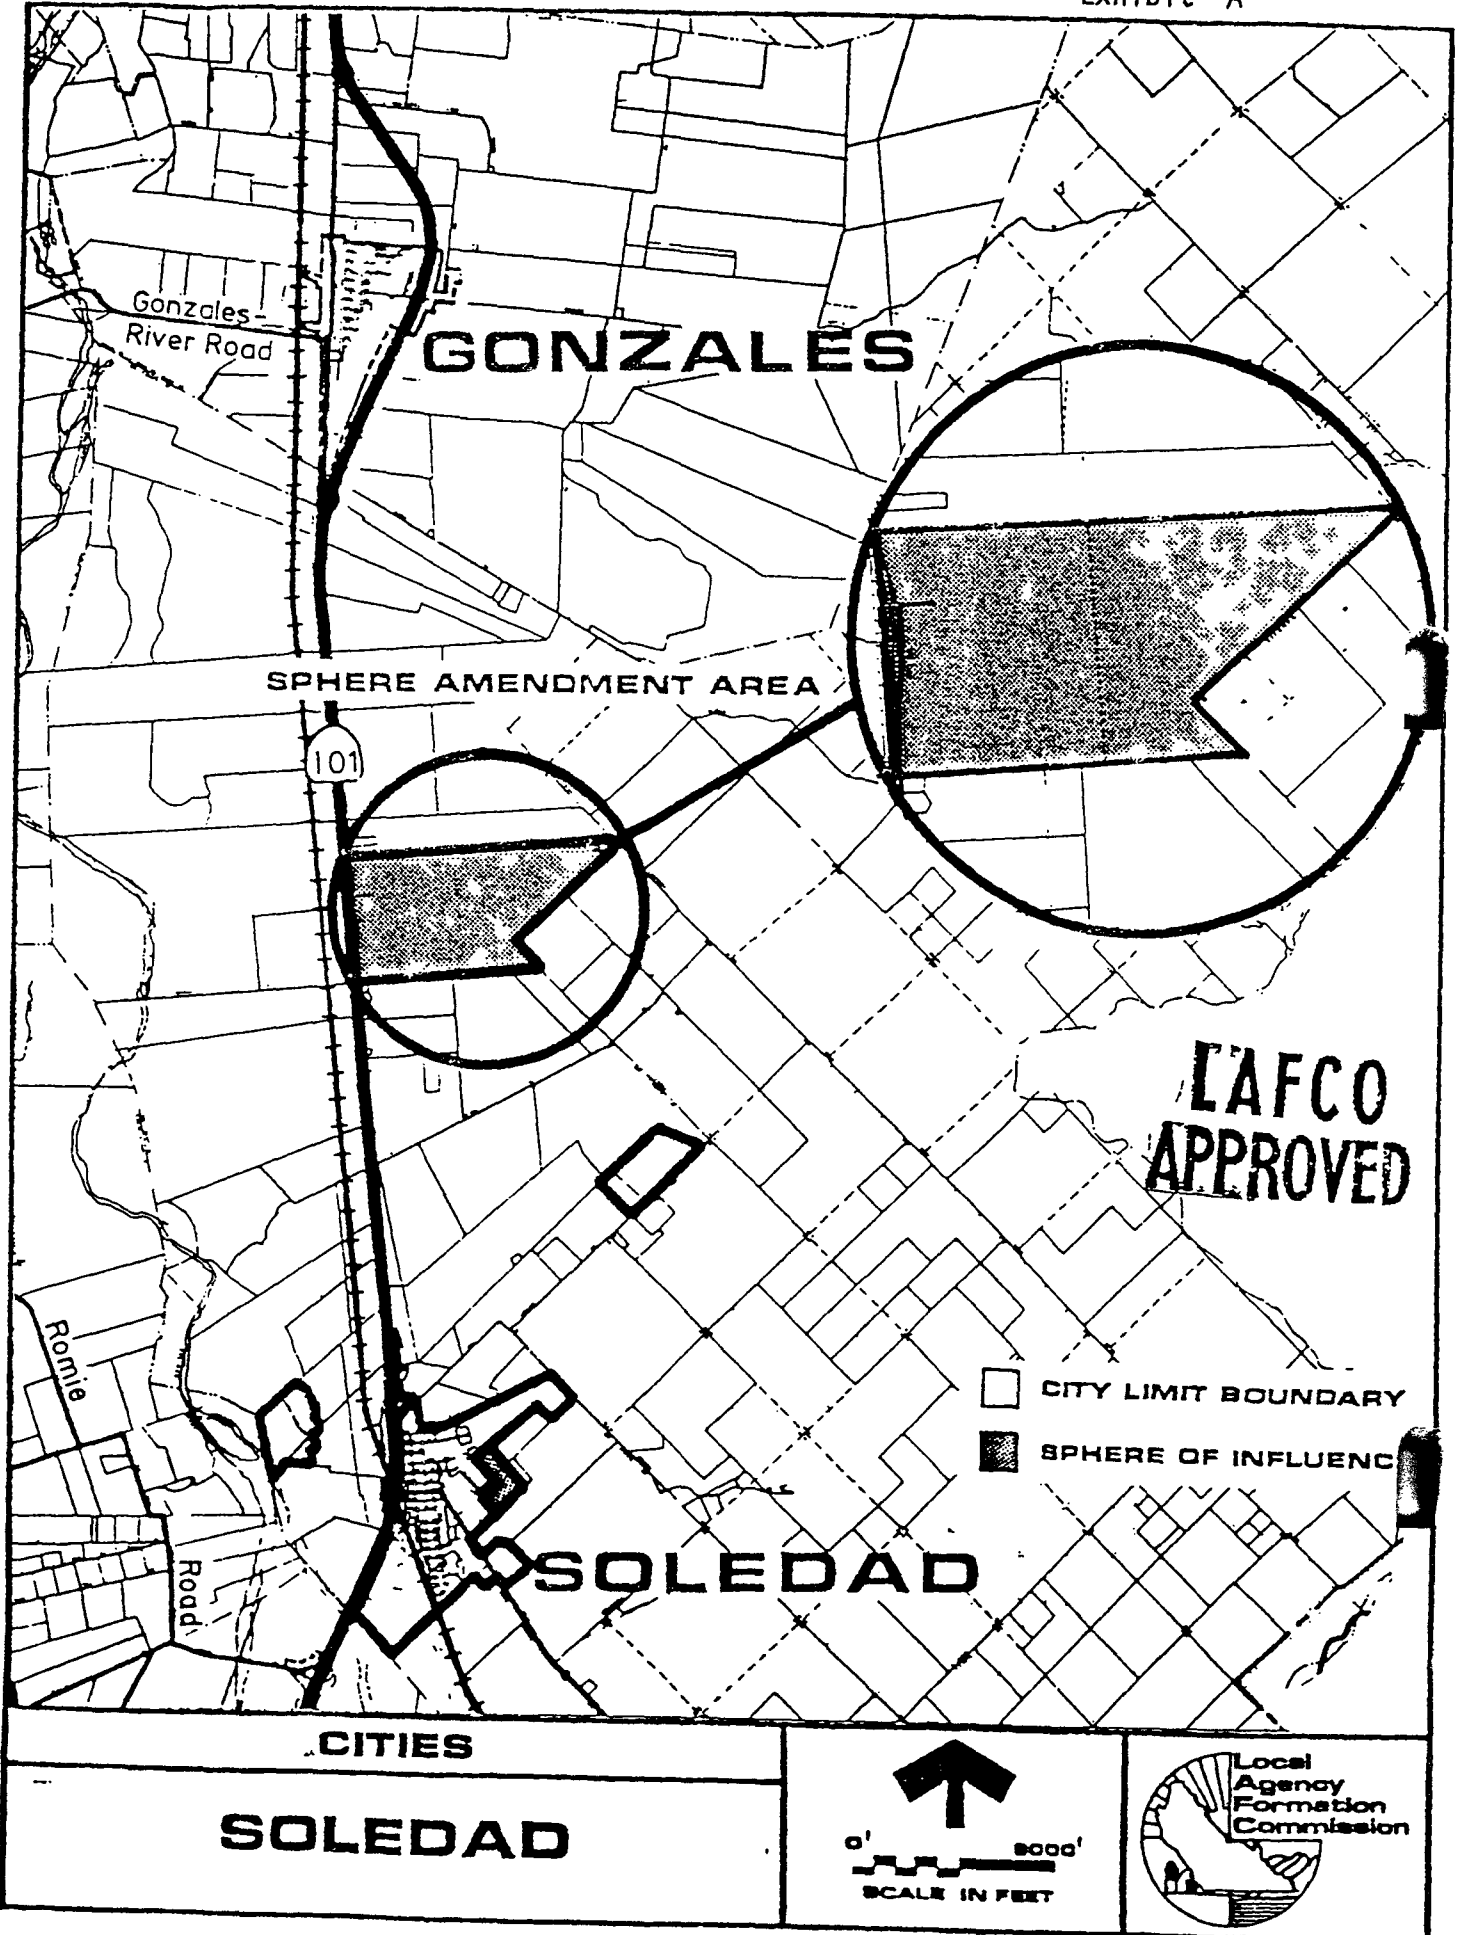 Exhibit "A"
Gonzales
River Road
GONZALES
SPHERE AMENDMENT AREA
101
LAFCO
APPROVED
Romie
Road
CITY LIMIT BOUNDARY
SPHERE OF INFLUENC
SOLEDAD
CITIES
SOLEDAD
0'
SCALE IN FEET
Local
Agency
Formation
Commission